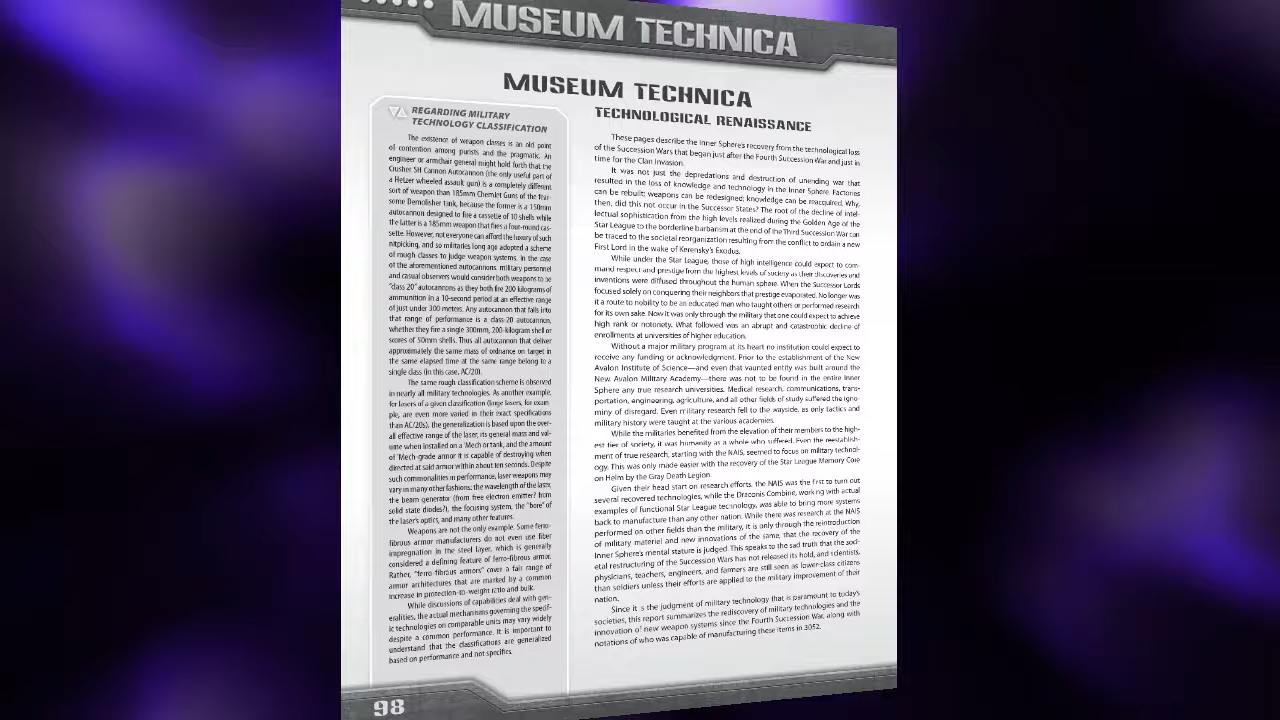 MUSEUM TECHNICA
MUSEUM TECHNICA
REGARDING MILITARY
TECHNOLOGY CLASSIFICATION
The existence of weapon classes is an old point
of contention among purists and the pragmatic. An
engineer or armchair general might hold forth that the
Crusher SH Cannon Autocannon (the only useful part of
a Hetzer wheeled assault gun) is a completely different
sort of weapon than 185mm ChemJet Guns of the fear-
some Demolisher tank, because the former is a 150mm
autocannon designed to fire a cassette of 10 shells while
the latter is a 185mm weapon that fires a four-round cas-
sette. However, not everyone can afford the luxury of such
nitpicking, and so militaries long ago adopted a scheme
of rough classes to judge weapon systems. In the case
of the aforementioned autocannons, military personnel
and casual observers would consider both weapons to be
"class 20" autocannons as they both fire 200 kilograms of
ammunition in a 10-second period at an effective range
of just under 300 meters. Any autocannon that falls into
that range of performance is a class-20 autocannon,
whether they fire a single 300mm, 200-kilogram shell or
scores of 50mm shells. Thus all autocannon that deliver
approximately the same mass of ordnance on target in
the same elapsed time at the same range belong to a
single class (in this case, AC/20).
The same rough classification scheme is observed
in nearly all military technologies. As another example,
for lasers of a given classification (large lasers, for exam-
ple, are even more varied in their exact specifications
than AC/20s), the generalization is based upon the over-
all effective range of the laser, its general mass and vol-
ume when installed on a 'Mech or tank, and the amount
of 'Mech-grade armor it is capable of destroying when
directed at said armor within about ten seconds. Despite
such commonalities in performance, laser weapons may
vary in many other fashions: the wavelength of the laser,
the beam generator (from free electron emitter? from
solid state diodes?), the focusing system, the "bore" of
the laser's optics, and many other features.
Weapons are not the only example. Some ferro-
fibrous armor manufacturers do not even use fiber
impregnation in the steel layer, which is generally
considered a defining feature of ferro-fibrous armor.
Rather, "ferro-fibrous armors" cover a fair range of
armor architectures that are marked by a common
increase in protection-to-weight ratio and bulk.
While discussions of capabilities deal with gen-
eralities, the actual mechanisms governing the specif-
ic technologies on comparable units may vary widely
despite a common performance. It is important to
understand that the classifications are generalized
based on performance and not specifics.
TECHNOLOGICAL RENAISSANCE
These pages describe the Inner Sphere's recovery from the technological loss
of the Succession Wars that began just after the Fourth Succession War and just in
time for the Clan Invasion.
It was not just the depredations and destruction of unending war that
resulted in the loss of knowledge and technology in the Inner Sphere. Factories
can be rebuilt; weapons can be redesigned; knowledge can be reacquired. Why,
then, did this not occur in the Successor States? The root of the decline of intel-
lectual sophistication from the high levels realized during the Golden Age of the
Star League to the borderline barbarism at the end of the Third Succession War can
be traced to the societal reorganization resulting from the conflict to ordain a new
First Lord in the wake of Kerensky's Exodus.
While under the Star League, those of high intelligence could expect to com-
mand respect and prestige from the highest levels of society as their discoveries and
inventions were diffused throughout the human sphere. When the Successor Lords
focused solely on conquering their neighbors that prestige evaporated. No longer was
it a route to nobility to be an educated man who taught others or performed research
for its own sake. Now it was only through the military that one could expect to achieve
high rank or notoriety. What followed was an abrupt and catastrophic decline of
enrollments at universities of higher education.
Without a major military program at its heart no institution could expect to
receive any funding or acknowledgment. Prior to the establishment of the New
Avalon Institute of Science—and even that vaunted entity was built around the
New Avalon Military Academy—there was not to be found in the entire Inner
Sphere any true research universities. Medical research, communications, trans-
portation, engineering, agriculture, and all other fields of study suffered the igno-
miny of disregard. Even military research fell to the wayside, as only tactics and
military history were taught at the various academies.
While the militaries benefited from the elevation of their members to the high-
est tier of society, it was humanity as a whole who suffered. Even the reestablish-
ment of true research, starting with the NAIS, seemed to focus on military technol-
ogy. This was only made easier with the recovery of the Star League Memory Core
on Helm by the Gray Death Legion.
Given their head start on research efforts, the NAIS was the first to turn out
several recovered technologies, while the Draconis Combine, working with actual
examples of functional Star League technology, was able to bring more systems
back to manufacture than any other nation. While there was research at the NAIS
performed on other fields than the military, it is only through the reintroduction
of military materiel and new innovations of the same, that the recovery of the
Inner Sphere's mental stature is judged. This speaks to the sad truth that the soci-
etal restructuring of the Succession Wars has not released its hold, and scientists,
physicians, teachers, engineers, and farmers are still seen as lower-class citizens
than soldiers unless their efforts are applied to the military improvement of their
nation.
Since it is the judgment of military technology that is paramount to today's
societies, this report summarizes the rediscovery of military technologies and the
innovation of new weapon systems since the Fourth Succession War, along with
notations of who was capable of manufacturing these items in 3052.
98